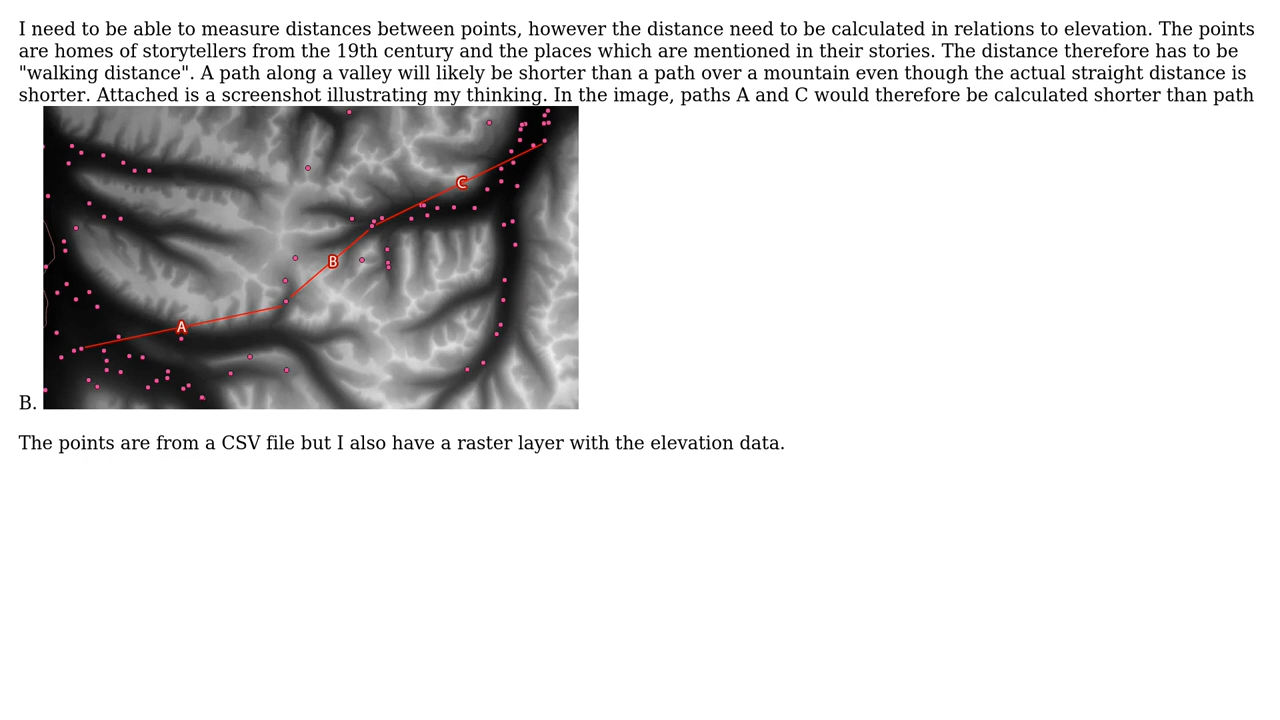 I need to be able to measure distances between points, however the distance need to be calculated in relations to elevation. The points
are homes of storytellers from the 19th century and the places which are mentioned in their stories. The distance therefore has to be
"walking distance". A path along a valley will likely be shorter than a path over a mountain even though the actual straight distance is
shorter. Attached is a screenshot illustrating my thinking. In the image, paths A and C would therefore be calculated shorter than path
C
B
A
B.
The points are from a CSV file but I also have a raster layer with the elevation data.